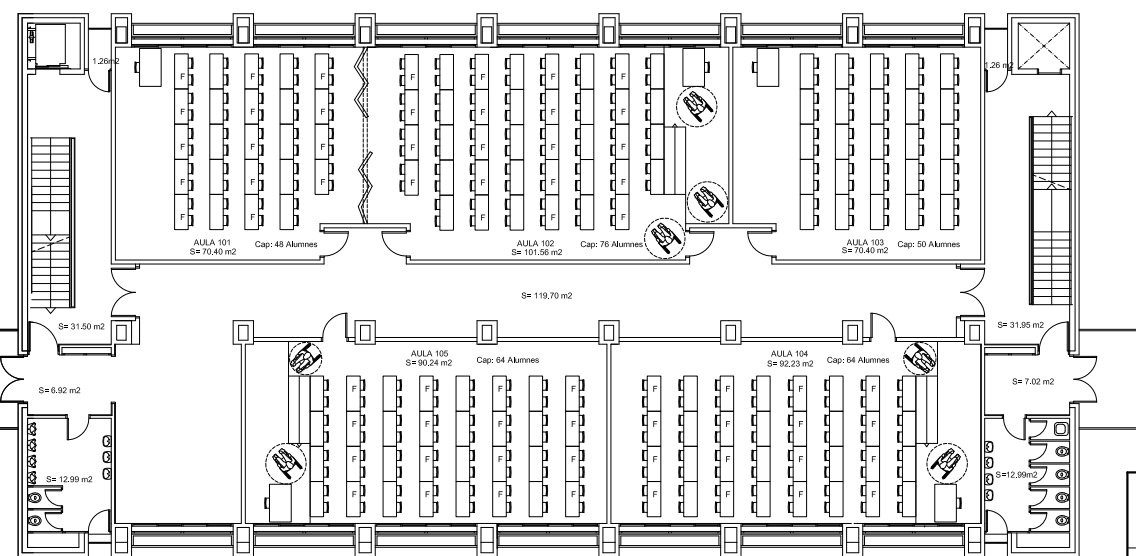 1.26m2
1.26 m2
F F F F F F F F F
F F F F F F F F F
F F F F F F F F F
F F F F F F F F F
F F F F F F F
AULA 101
S= 70.40 m2
Cap: 48 Alumnes
AULA 102
S= 101.56 m2
Cap: 76 Alumnes
AULA 103
S= 70.40 m2
Cap: 50 Alumnes
S= 119,70 m2
S= 31.50 m2
S= 31.95 m2
AULA 105
S= 90.24 m2
Cap: 64 Alumnes
AULA 104
S= 92,23 m2
Cap: 64 Alumnes
S= 6.92 m2
S= 7.02 m2
F F F F F F F F
F F F F F F F F
F F F F F F F F
F F F F F F F F
S= 12.99 m2
S=12,99m2